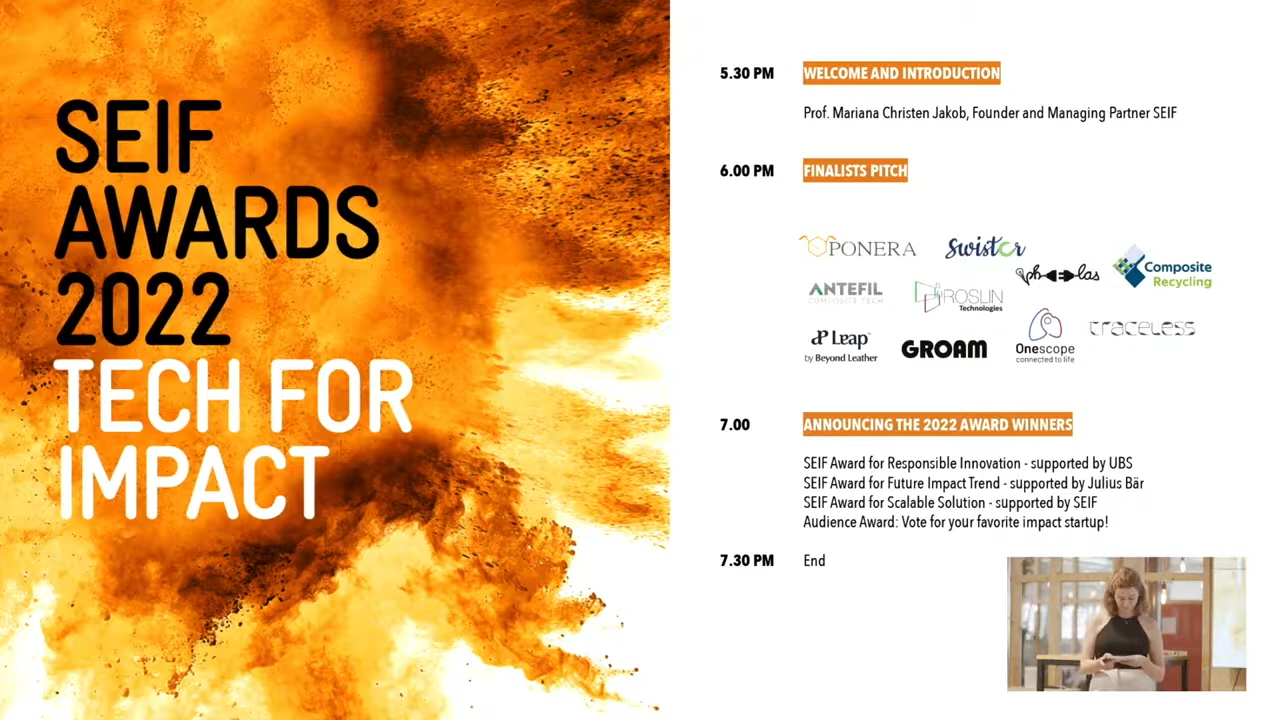 SEIF
AWARDS
2022
TECH FOR
IMPACT
5.30 PM WELCOME AND INTRODUCTION
Prof. Mariana Christen Jakob, Founder and Managing Partner SEIF
6.00 PM FINALISTS PITCH
PONERA
swistor
ph las
Composite
Recycling
ANTEFIL
COMPOSITE TECH
ROSLIN
Technologies
Leap™
by Beyond Leather
GROAM
Onescope
connected to life
traceless
7.00 ANNOUNCING THE 2022 AWARD WINNERS
SEIF Award for Responsible Innovation - supported by UBS
SEIF Award for Future Impact Trend - supported by Julius Bär
SEIF Award for Scalable Solution - supported by SEIF
Audience Award: Vote for your favorite impact startup!
7.30 PM End